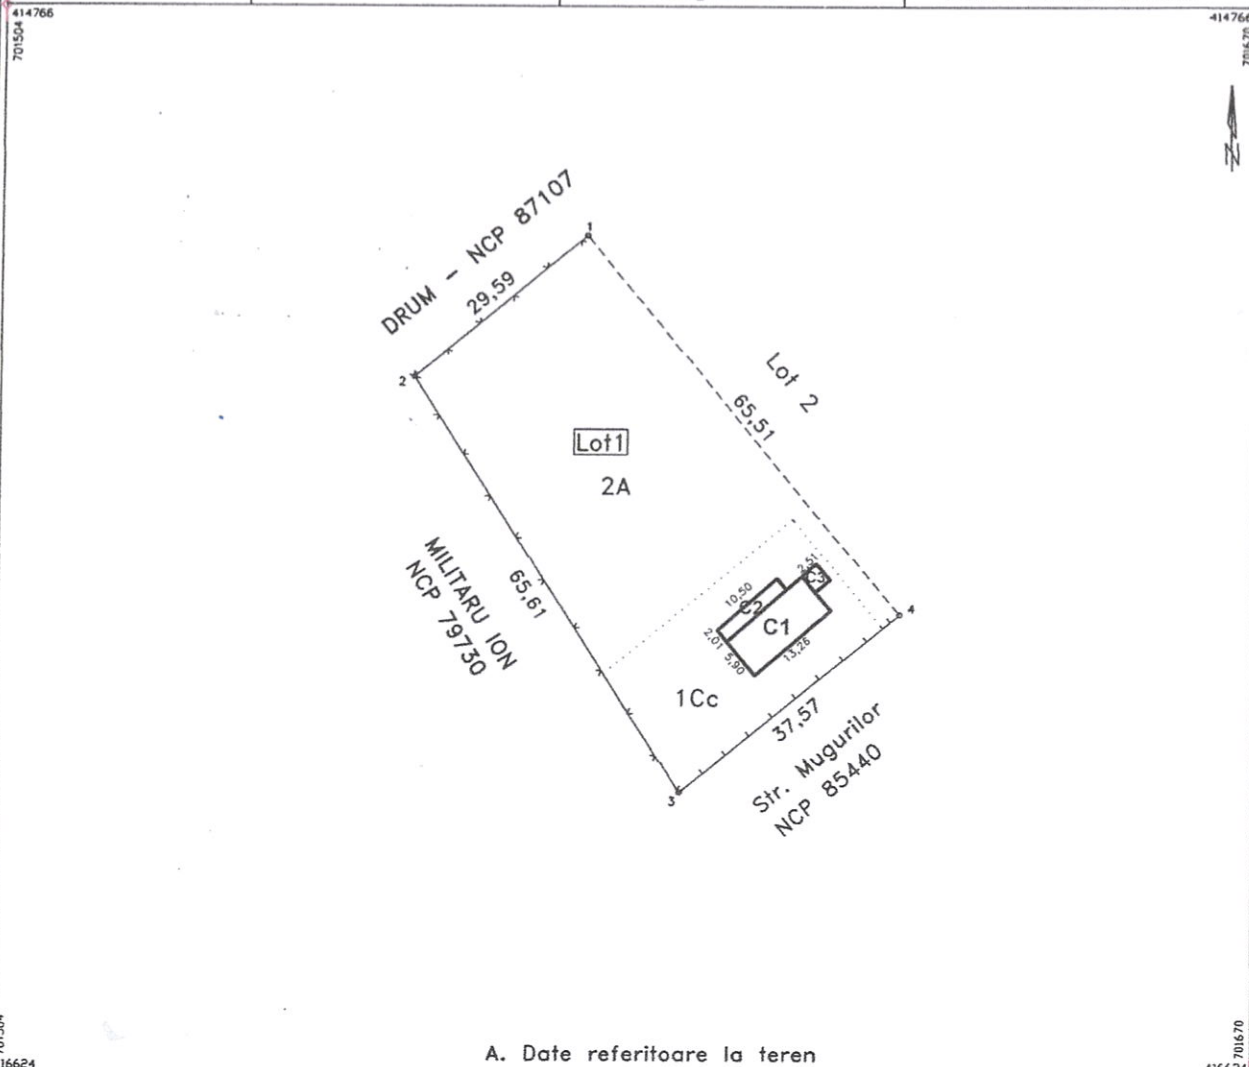 414766
701504
414766
701670
N
DRUM - NCP 87107
29,59
1
2
Lot 2
65,51
Lot1
2A
MILITARU ION
NCP 79730
65,61
2,51
C3
10,50
C2
C1
2,01
5,90
13,26
4
1Cc
37,57
Str. Mugurilor
NCP 85440
3
A. Date referitoare la teren
701670